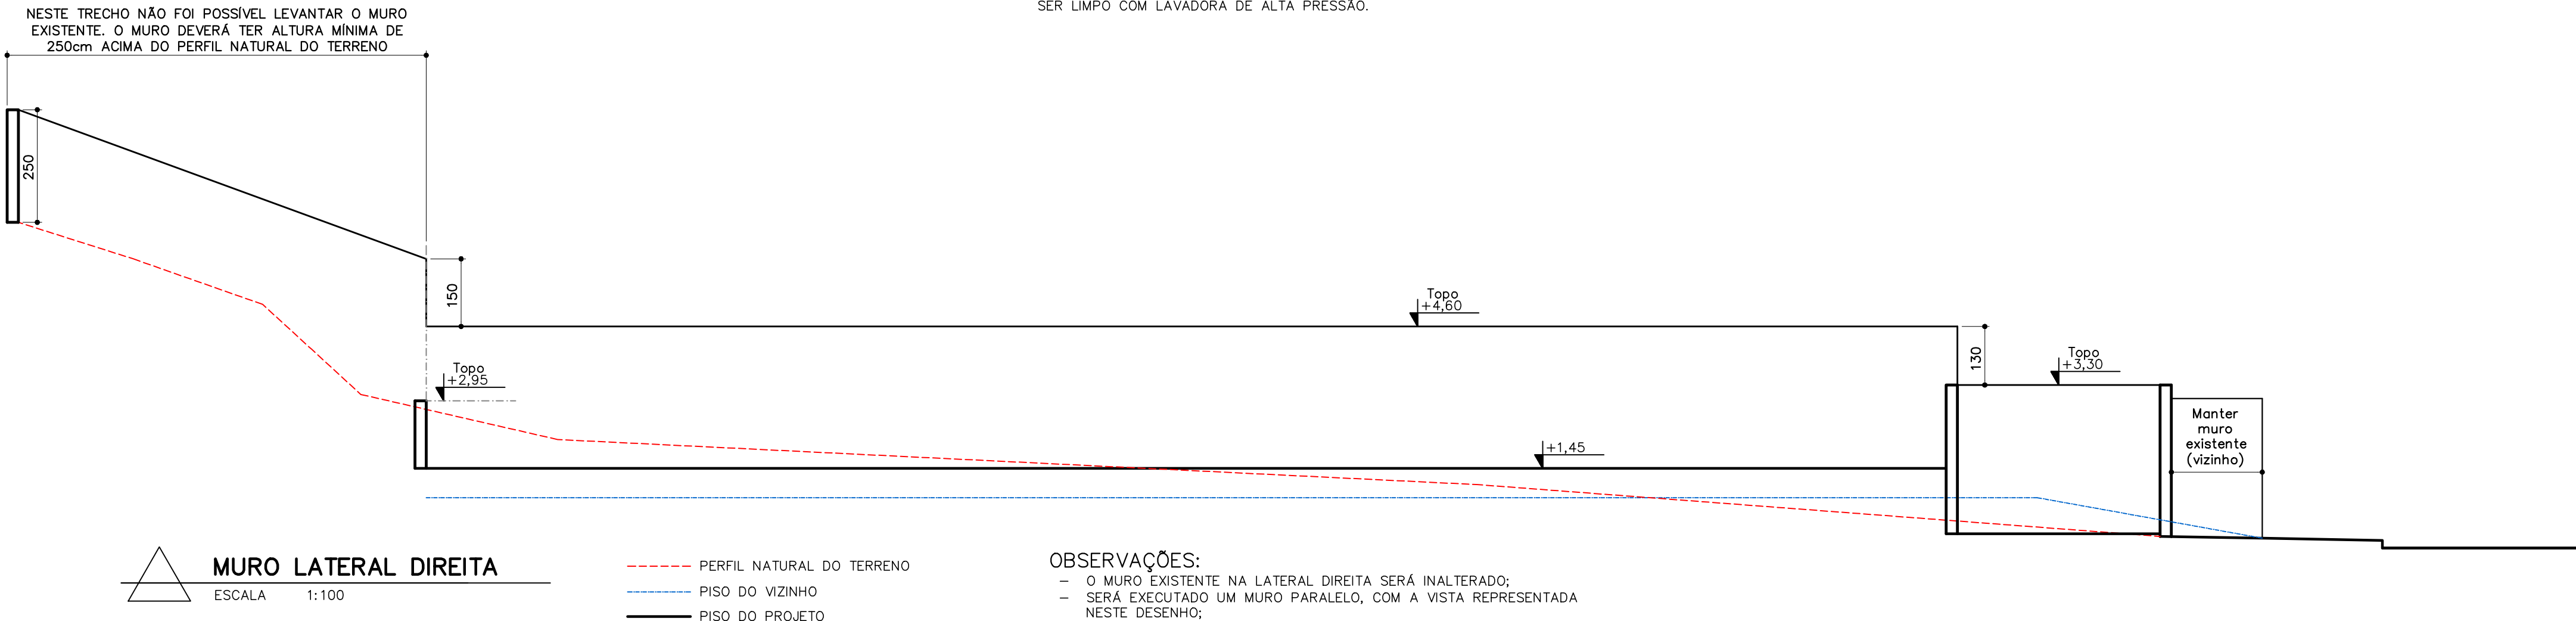 SER LIMPO COM LAVADORA DE ALTA PRESSÃO.
NESTE TRECHO NÃO FOI POSSÍVEL LEVANTAR O MURO
EXISTENTE. O MURO DEVERÁ TER ALTURA MÍNIMA DE
250cm ACIMA DO PERFIL NATURAL DO TERRENO
250
150
Topo
+4,60
130
Topo
+3,30
Topo
+2,95
Manter
muro
existente
(vizinho)
+1,45
MURO LATERAL DIREITA
ESCALA 1:100
PERFIL NATURAL DO TERRENO
PISO DO VIZINHO
PISO DO PROJETO
OBSERVAÇÕES:
– O MURO EXISTENTE NA LATERAL DIREITA SERÁ INALTERADO;
– SERÁ EXECUTADO UM MURO PARALELO, COM A VISTA REPRESENTADA
NESTE DESENHO;